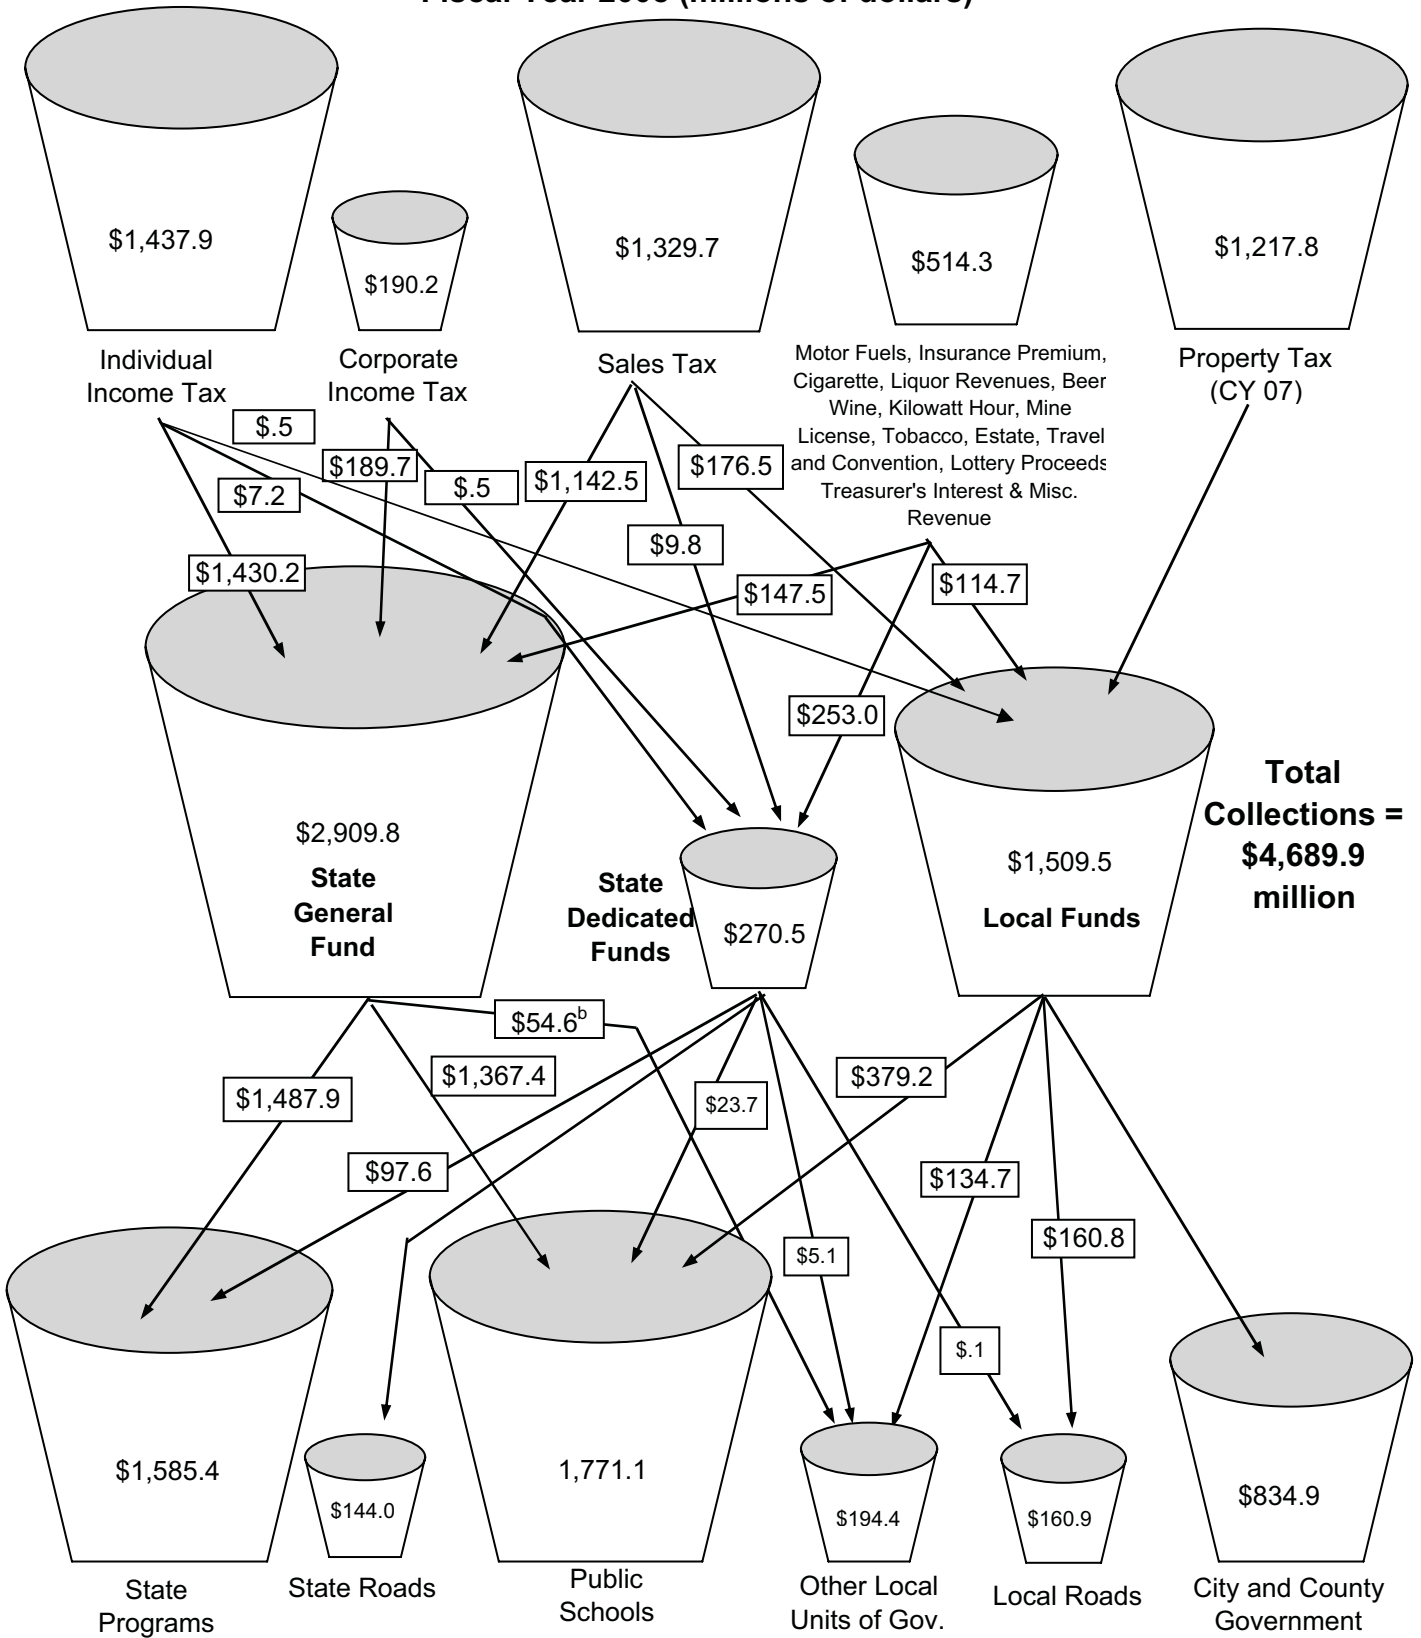 $1,437.9
$190.2
$1,329.7
$514.3
$1,217.8
Individual
Income Tax
Corporate
Income Tax
Sales Tax
Motor Fuels, Insurance Premium,
Cigarette, Liquor Revenues, Beer
Wine, Kilowatt Hour, Mine
License, Tobacco, Estate, Travel
and Convention, Lottery Proceeds
Treasurer's Interest & Misc.
Revenue
Property Tax
(CY 07)
$.5
$189.7
$7.2
$.5
$1,142.5
$176.5
$9.8
$1,430.2
$147.5
$114.7
$253.0
$2,909.8
State
General
Fund
State
Dedicated
Funds
$270.5
$1,509.5
Local Funds
Total
Collections =
$4,689.9
million
$54.6b
$1,487.9
$1,367.4
$23.7
$379.2
$97.6
$134.7
$160.8
$5.1
$.1
$1,585.4
$144.0
1,771.1
$194.4
$160.9
$834.9
State
Programs
State Roads
Public
Schools
Other Local
Units of Gov.
Local Roads
City and County
Government